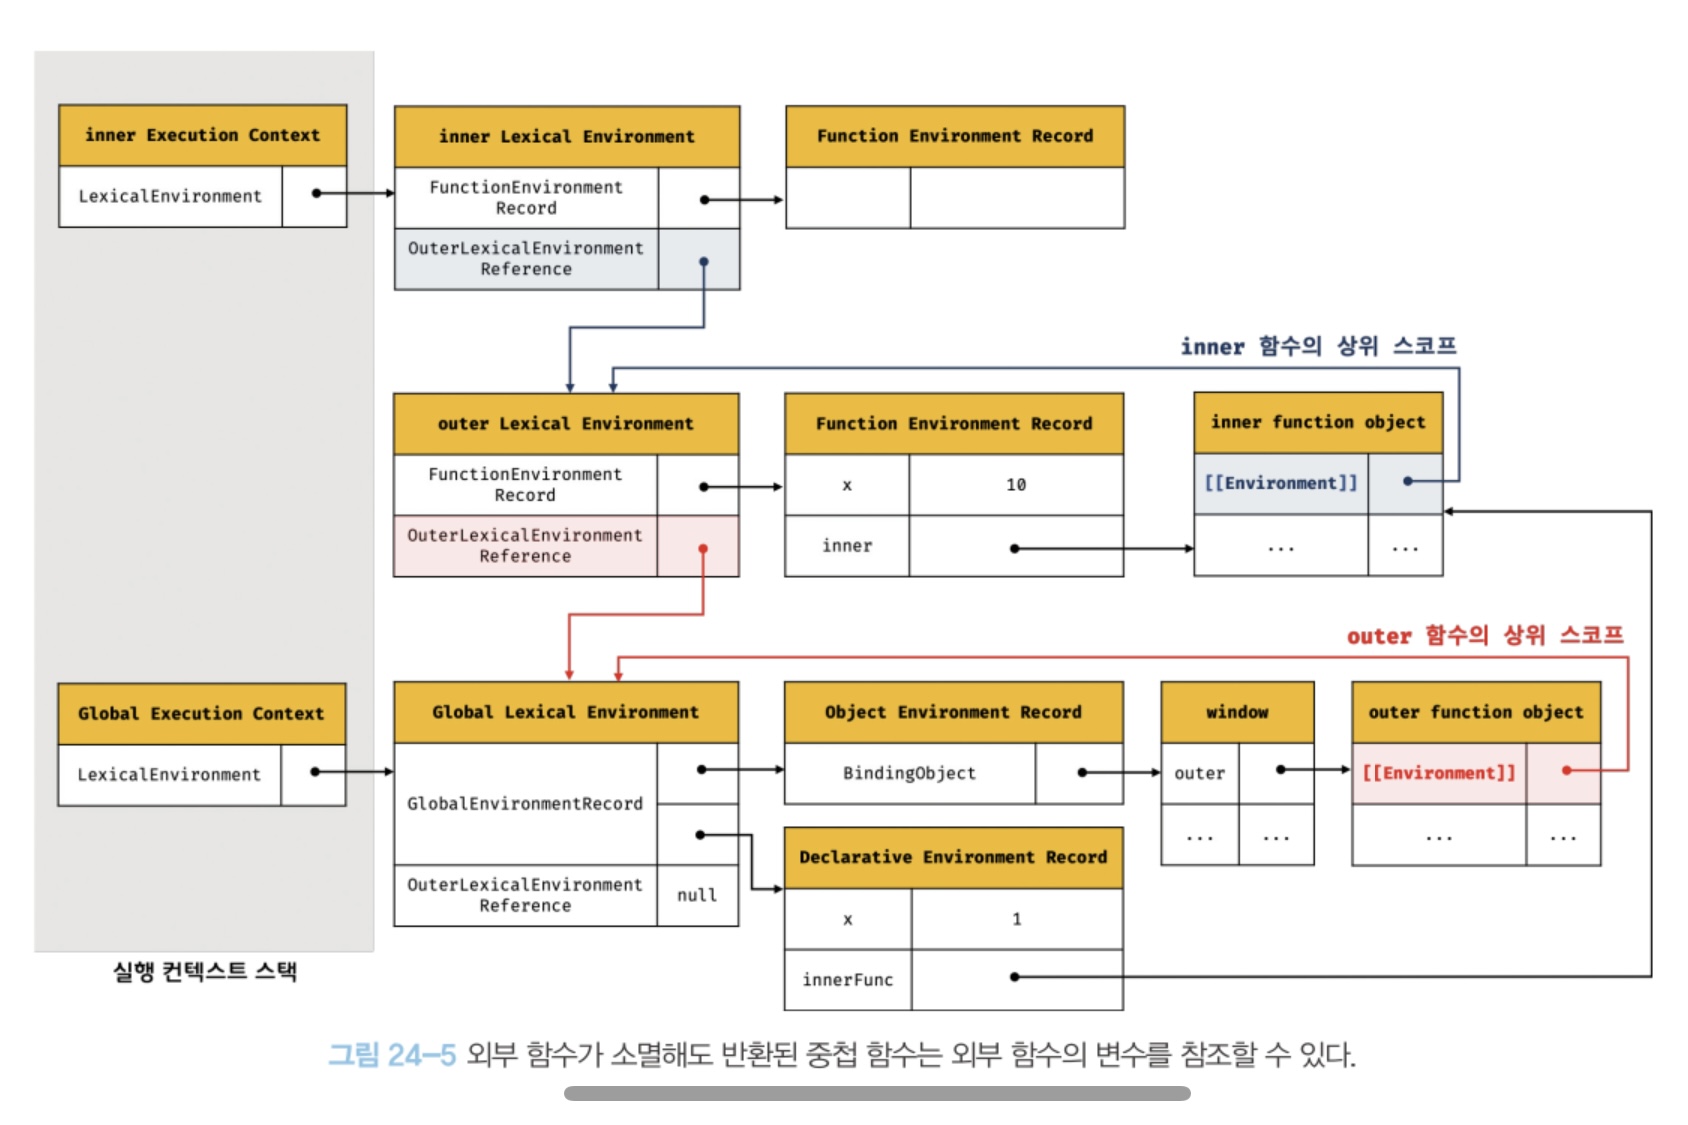 inner Execution Context
LexicalEnvironment
inner Lexical Environment
FunctionEnvironment
Record
OuterLexicalEnvironment
Reference
Function Environment Record
inner 함수의 상위 스코프
outer Lexical Environment
FunctionEnvironment
Record
OuterLexicalEnvironment
Reference
Function Environment Record
x 10
inner
inner function object
[[Environment]]
... ...
outer 함수의 상위 스코프
Global Execution Context
LexicalEnvironment
Global Lexical Environment
GlobalEnvironmentRecord
OuterLexicalEnvironment
Reference
null
Object Environment Record
BindingObject
window
outer
... ...
outer function object
[[Environment]]
... ...
Declarative Environment Record
x 1
innerFunc
실행 컨텍스트 스택
그림 24-5 외부 함수가 소멸해도 반환된 중첩 함수는 외부 함수의 변수를 참조할 수 있다.